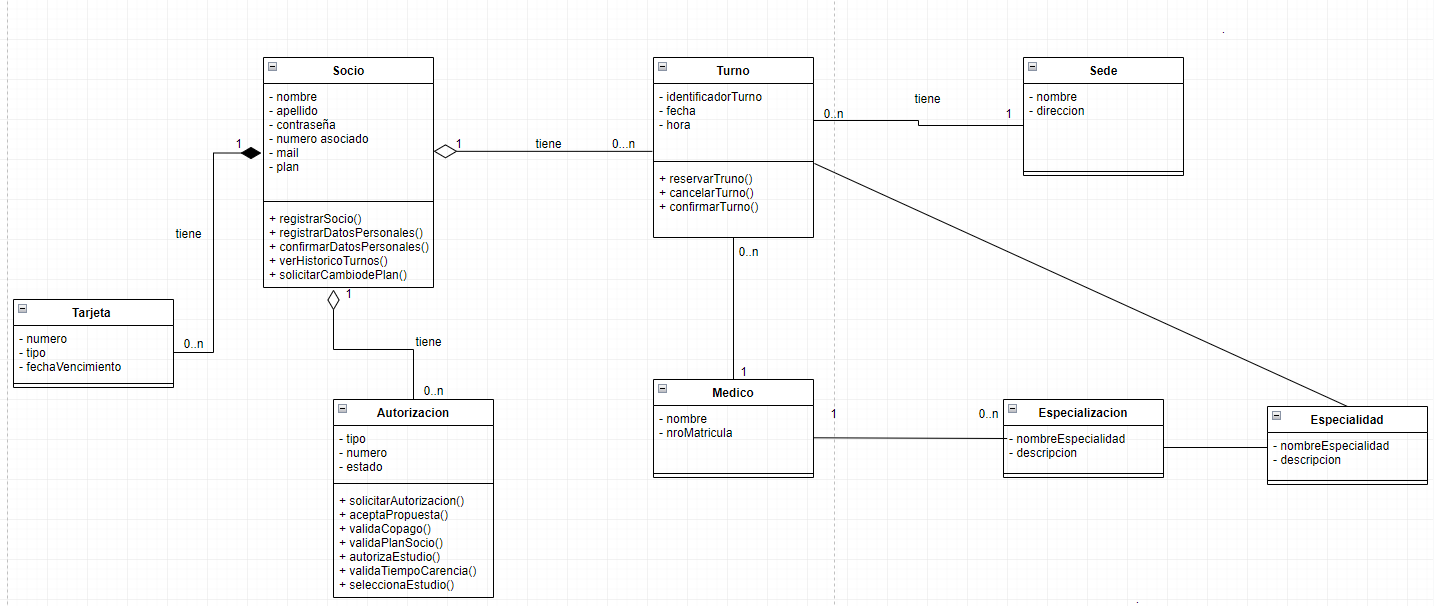 Socio
- nombre
- apellido
- contraseña
- numero asociado
- mail
- plan
+ registrarSocio()
+ registrarDatosPersonales()
+ confirmarDatosPersonales()
+ verHistoricoTurnos()
+ solicitarCambiodePlan()
1
tiene
0...n
Turno
- identificadorTurno
- fecha
- hora
+ reservarTruno()
+ cancelarTurno()
+ confirmarTurno()
0..n
tiene
1
Sede
- nombre
- direccion
1
tiene
0..n
Tarjeta
- numero
- tipo
- fechaVencimiento
1
tiene
0..n
Autorizacion
- tipo
- numero
- estado
+ solicitarAutorizacion()
+ aceptaPropuesta()
+ validaCopago()
+ validaPlanSocio()
+ autorizaEstudio()
+ validaTiempoCarencia()
+ seleccionaEstudio()
0..n
1
Medico
- nombre
- nroMatricula
1
0..n
Especializacion
- nombreEspecialidad
- descripcion
Especialidad
- nombreEspecialidad
- descripcion